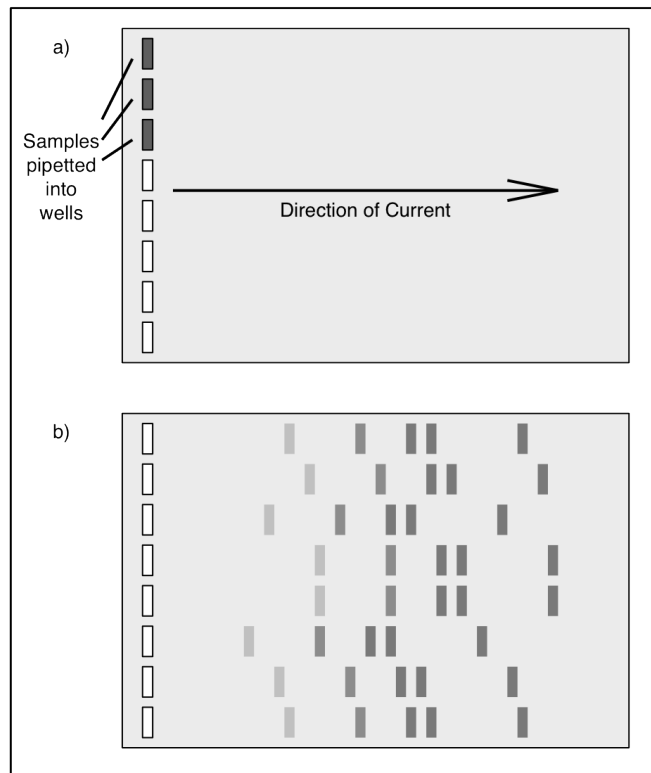 a)
Samples
pipetted
into
wells
Direction of Current
b)